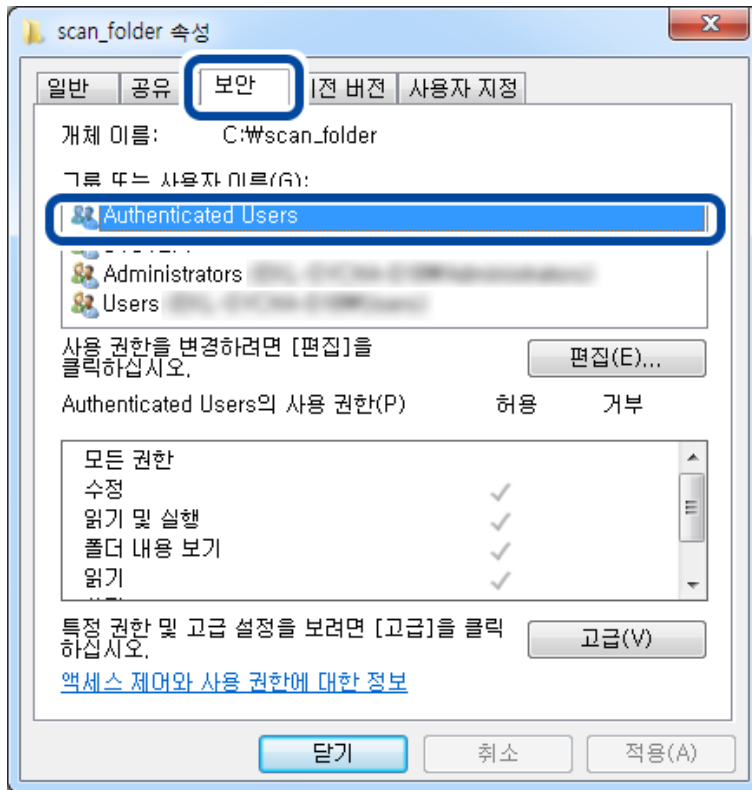 scan_folder 속성
일반 공유 보안 전 버전 사용자 지정
개체 이름: C:₩scan_folder
그룹 또는 사용자 이름(G):
Authenticated Users
Administrators
Users
사용 권한을 변경하려면 [편집]을
클릭하십시오.
편집(E)...
Authenticated Users의 사용 권한(P) 허용 거부
모든 권한
수정
읽기 및 실행
폴더 내용 보기
읽기
특정 권한 및 고급 설정을 보려면 [고급]을 클릭
하십시오.
고급(V)
액세스 제어와 사용 권한에 대한 정보
닫기 취소 적용(A)